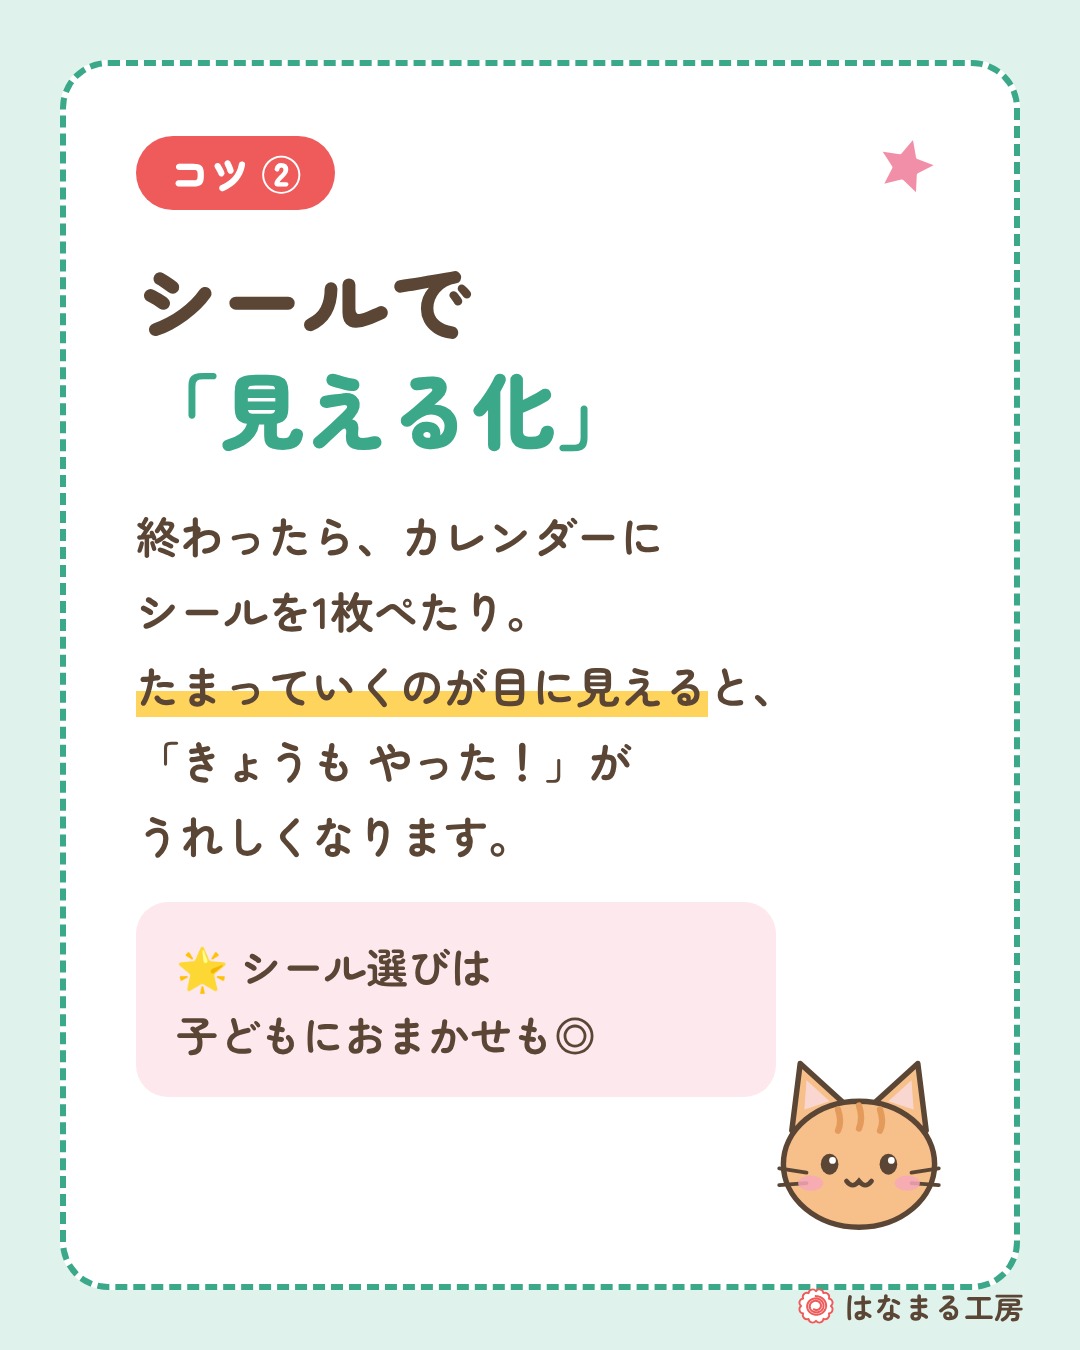 コツ ②
シールで
「見える化」
終わったら、カレンダーに
シールを1枚ぺたり。
たまっていくのが目に見えると、
「きょうも やった！」が
うれしくなります。
🌟 シール選びは
子どもにおまかせも◎
はなまる工房